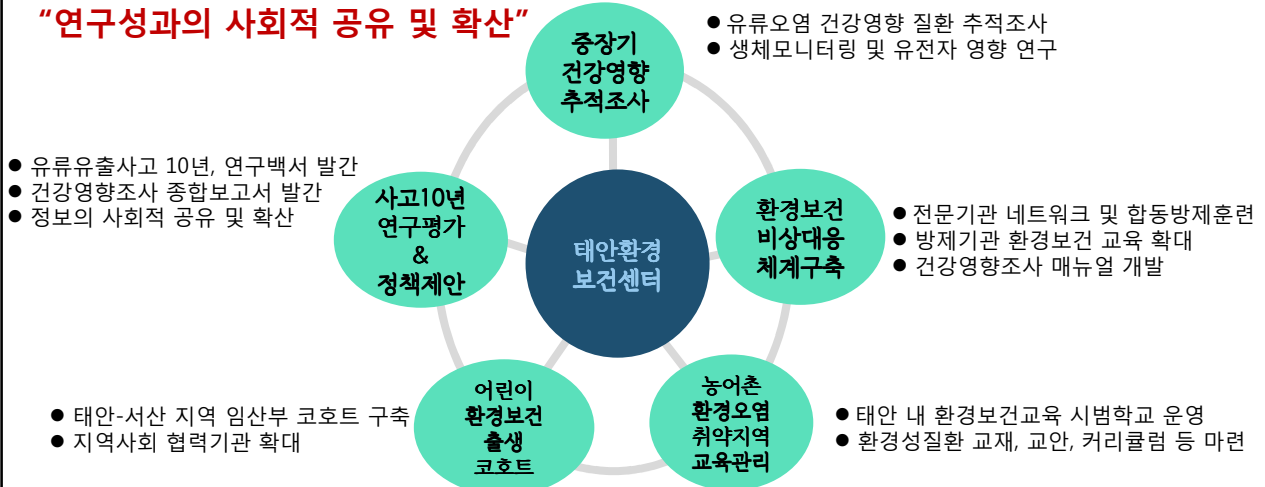 “연구성과의 사회적 공유 및 확산”
중장기
건강영향
추적조사
● 유류오염 건강영향 질환 추적조사
● 생체모니터링 및 유전자 영향 연구
● 유류유출사고 10년, 연구백서 발간
● 건강영향조사 종합보고서 발간
● 정보의 사회적 공유 및 확산
사고10년
연구평가
&
정책제안
태안환경
보건센터
환경보건
비상대응
체계구축
● 전문기관 네트워크 및 합동방제훈련
● 방제기관 환경보건 교육 확대
● 건강영향조사 매뉴얼 개발
● 태안-서산 지역 임산부 코호트 구축
● 지역사회 협력기관 확대
어린이
환경보건
출생
코호트
농어촌
환경오염
취약지역
교육관리
● 태안 내 환경보건교육 시범학교 운영
● 환경성질환 교재, 교안, 커리큘럼 등 마련